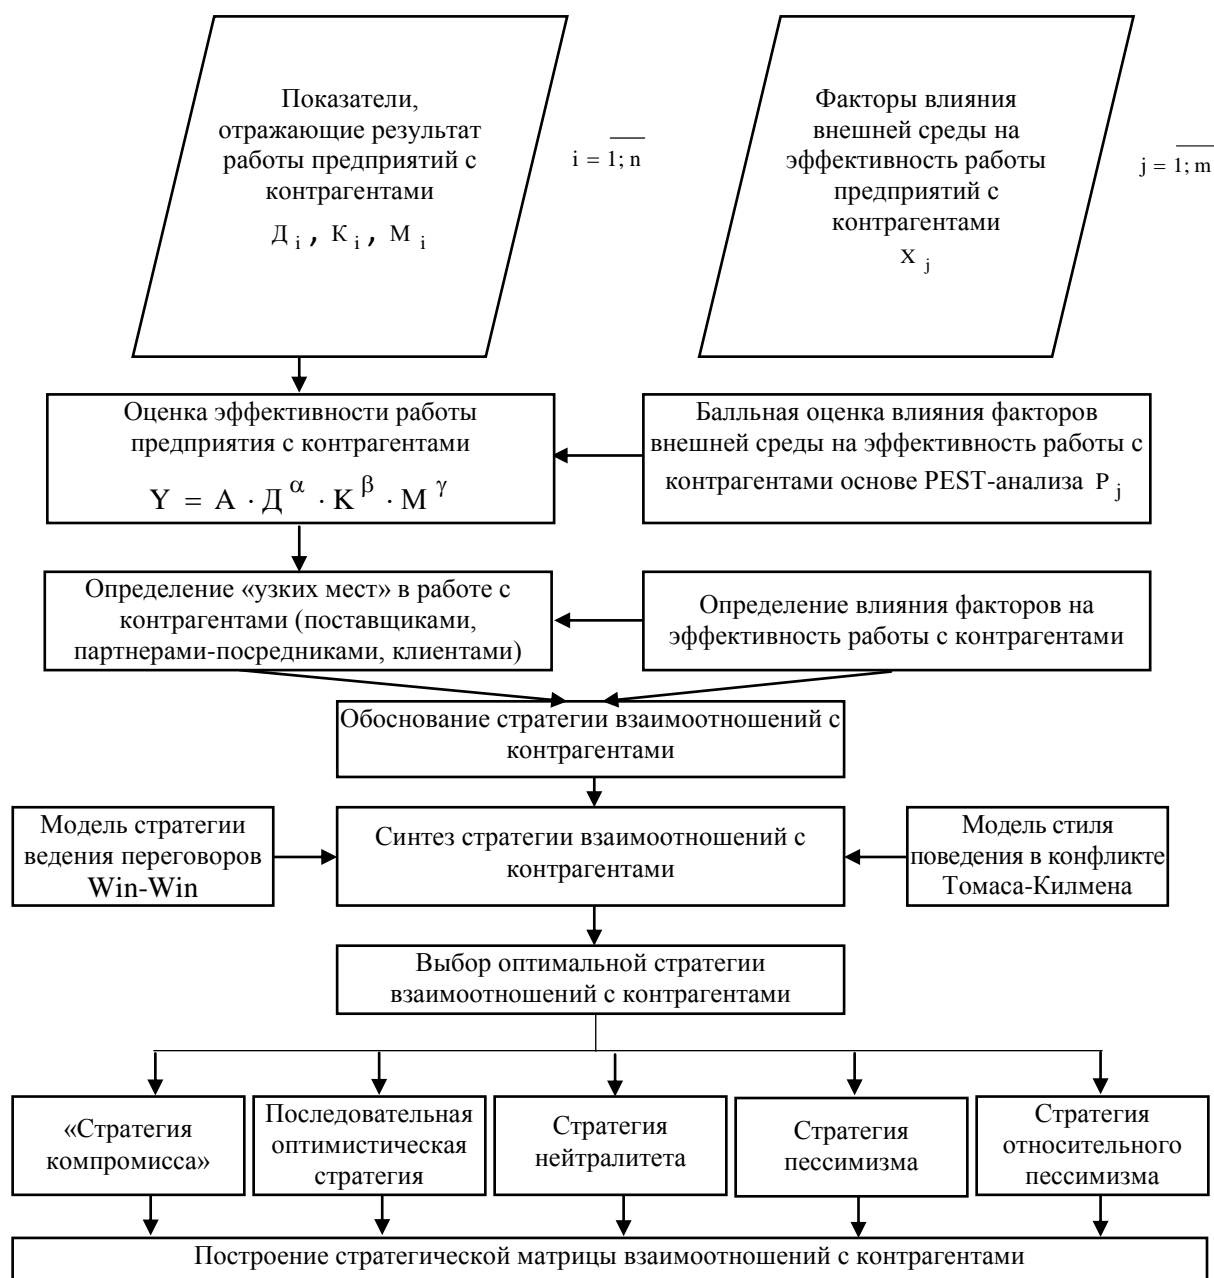 Показатели,
отражающие результат
работы предприятий с
контрагентами
Д i , К i , М i
i = 1; n
Факторы влияния
внешней среды на
эффективность работы
предприятий с
контрагентами
X j
j = 1; m
Оценка эффективности работы
предприятия с контрагентами
Y = A · Д α · K β · M γ
Балльная оценка влияния факторов
внешней среды на эффективность работы с
контрагентами основе PEST-анализа P j
Определение «узких мест» в работе с
контрагентами (поставщиками,
партнерами-посредниками, клиентами)
Определение влияния факторов на
эффективность работы с контрагентами
Обоснование стратегии взаимоотношений с
контрагентами
Модель стратегии
ведения переговоров
Win-Win
Синтез стратегии взаимоотношений с
контрагентами
Модель стиля
поведения в конфликте
Томаса-Килмена
Выбор оптимальной стратегии
взаимоотношений с контрагентами
«Стратегия
компромисса»
Последовательная
оптимистическая
стратегия
Стратегия
нейтралитета
Стратегия
пессимизма
Стратегия
относительного
пессимизма
Построение стратегической матрицы взаимоотношений с контрагентами